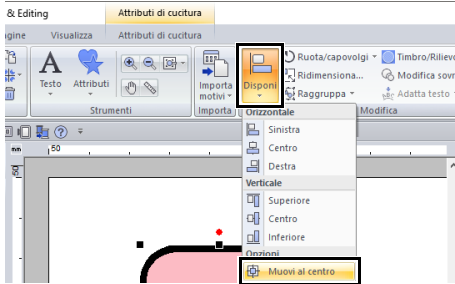 & Editing
Attributi di cucitura
gine
Visualizza
Attributi di cucitura
Testo
Attributi
Importa
motivi
Disponi
Ruota/capovolgi
Timbro/Riliev
Ridimensiona...
Modifica sovr
Raggruppa
Adatta testo
Strumenti
Importa
Modifica
Orizzontale
Sinistra
Centro
Destra
Verticale
Superiore
Centro
Inferiore
Opzioni
Muovi al centro
mm
50